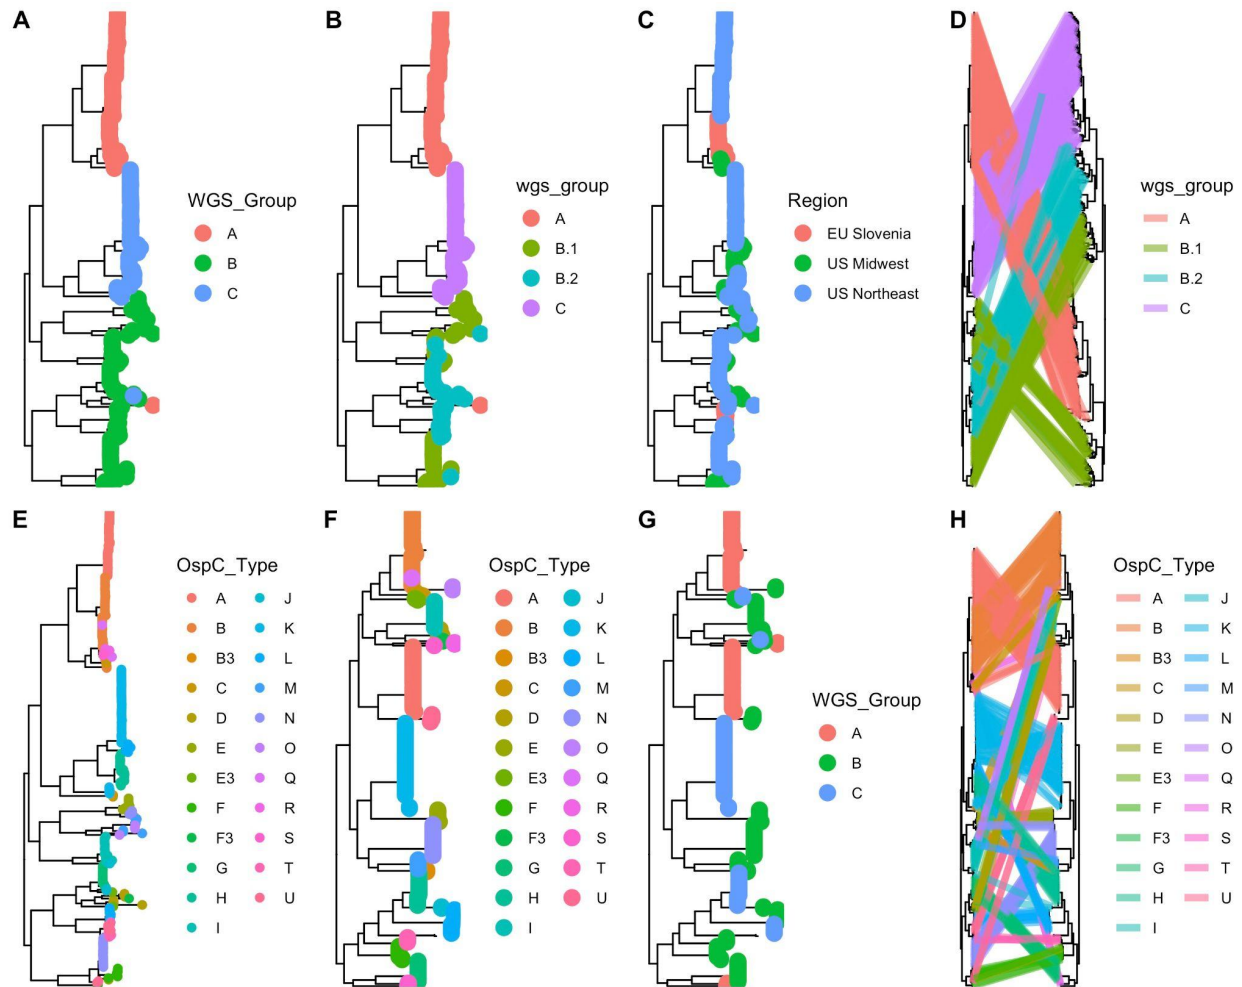 A
WGS_Group
A
B
C
B
wgs_group
A
B.1
B.2
C
C
Region
EU Slovenia
US Midwest
US Northeast
D
wgs_group
A
B.1
B.2
C
E
OspC_Type
A J
B K
B3 L
C M
D N
E O
E3 Q
F R
F3 S
G T
H U
I
F
OspC_Type
A J
B K
B3 L
C M
D N
E O
E3 Q
F R
F3 S
G T
H U
I
G
WGS_Group
A
B
C
H
OspC_Type
A J
B K
B3 L
C M
D N
E O
E3 Q
F R
F3 S
G T
H U
I